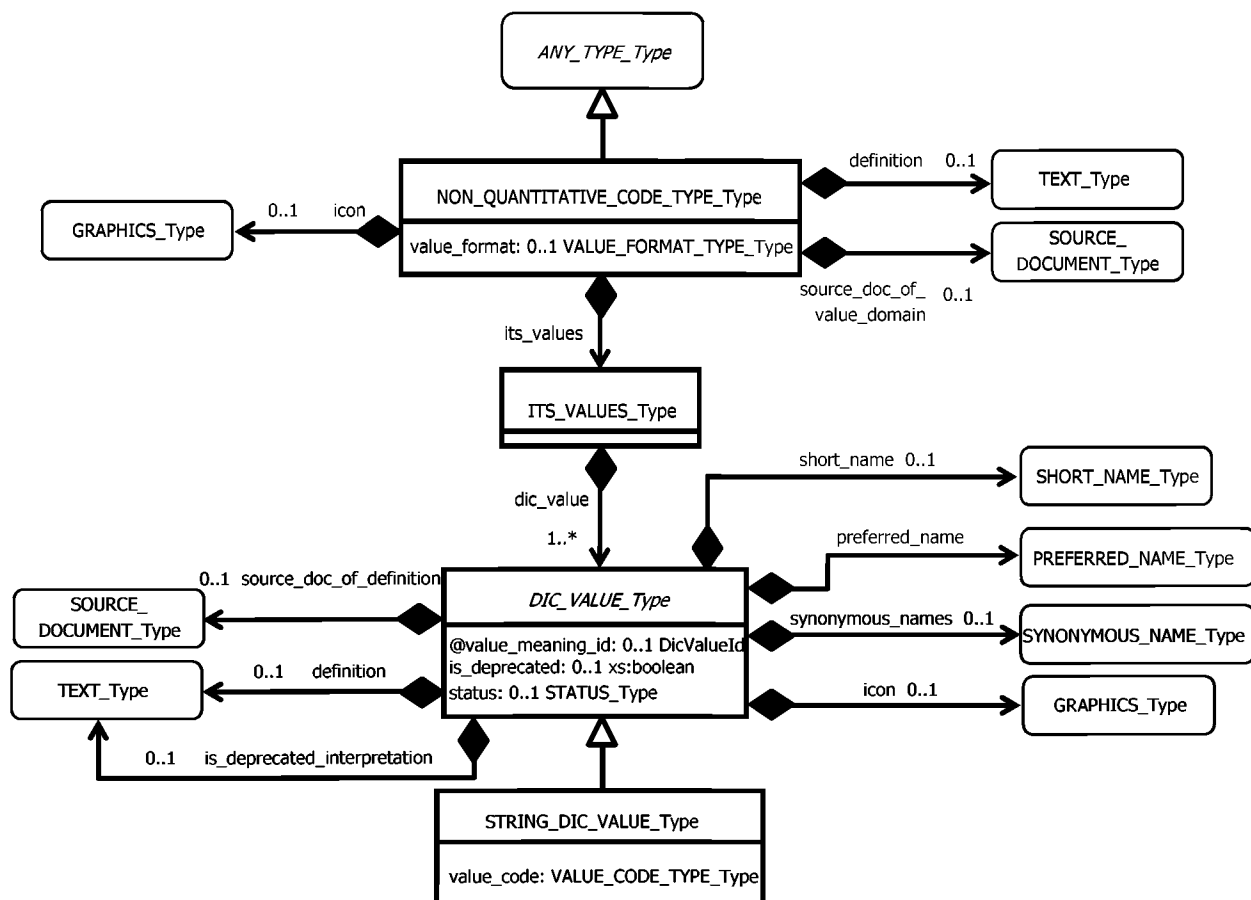 ANY_TYPE_Type
definition 0..1
TEXT_Type
NON_QUANTITATIVE_CODE_TYPE_Type
0..1 icon
GRAPHICS_Type
value_format: 0..1 VALUE_FORMAT_TYPE_Type
SOURCE_
DOCUMENT_Type
source_doc_of_ 0..1
value_domain
its_values
ITS_VALUES_Type
short_name 0..1
SHORT_NAME_Type
dic_value
1..*
preferred_name
PREFERRED_NAME_Type
0..1 source_doc_of_definition
SOURCE_
DOCUMENT_Type
DIC_VALUE_Type
synonymous_names 0..1
SYNONYMOUS_NAME_Type
@value_meaning_id: 0..1 DicValueId
is_deprecated: 0..1 xs:boolean
status: 0..1 STATUS_Type
0..1 definition
TEXT_Type
icon 0..1
GRAPHICS_Type
0..1 is_deprecated_interpretation
STRING_DIC_VALUE_Type
value_code: VALUE_CODE_TYPE_Type